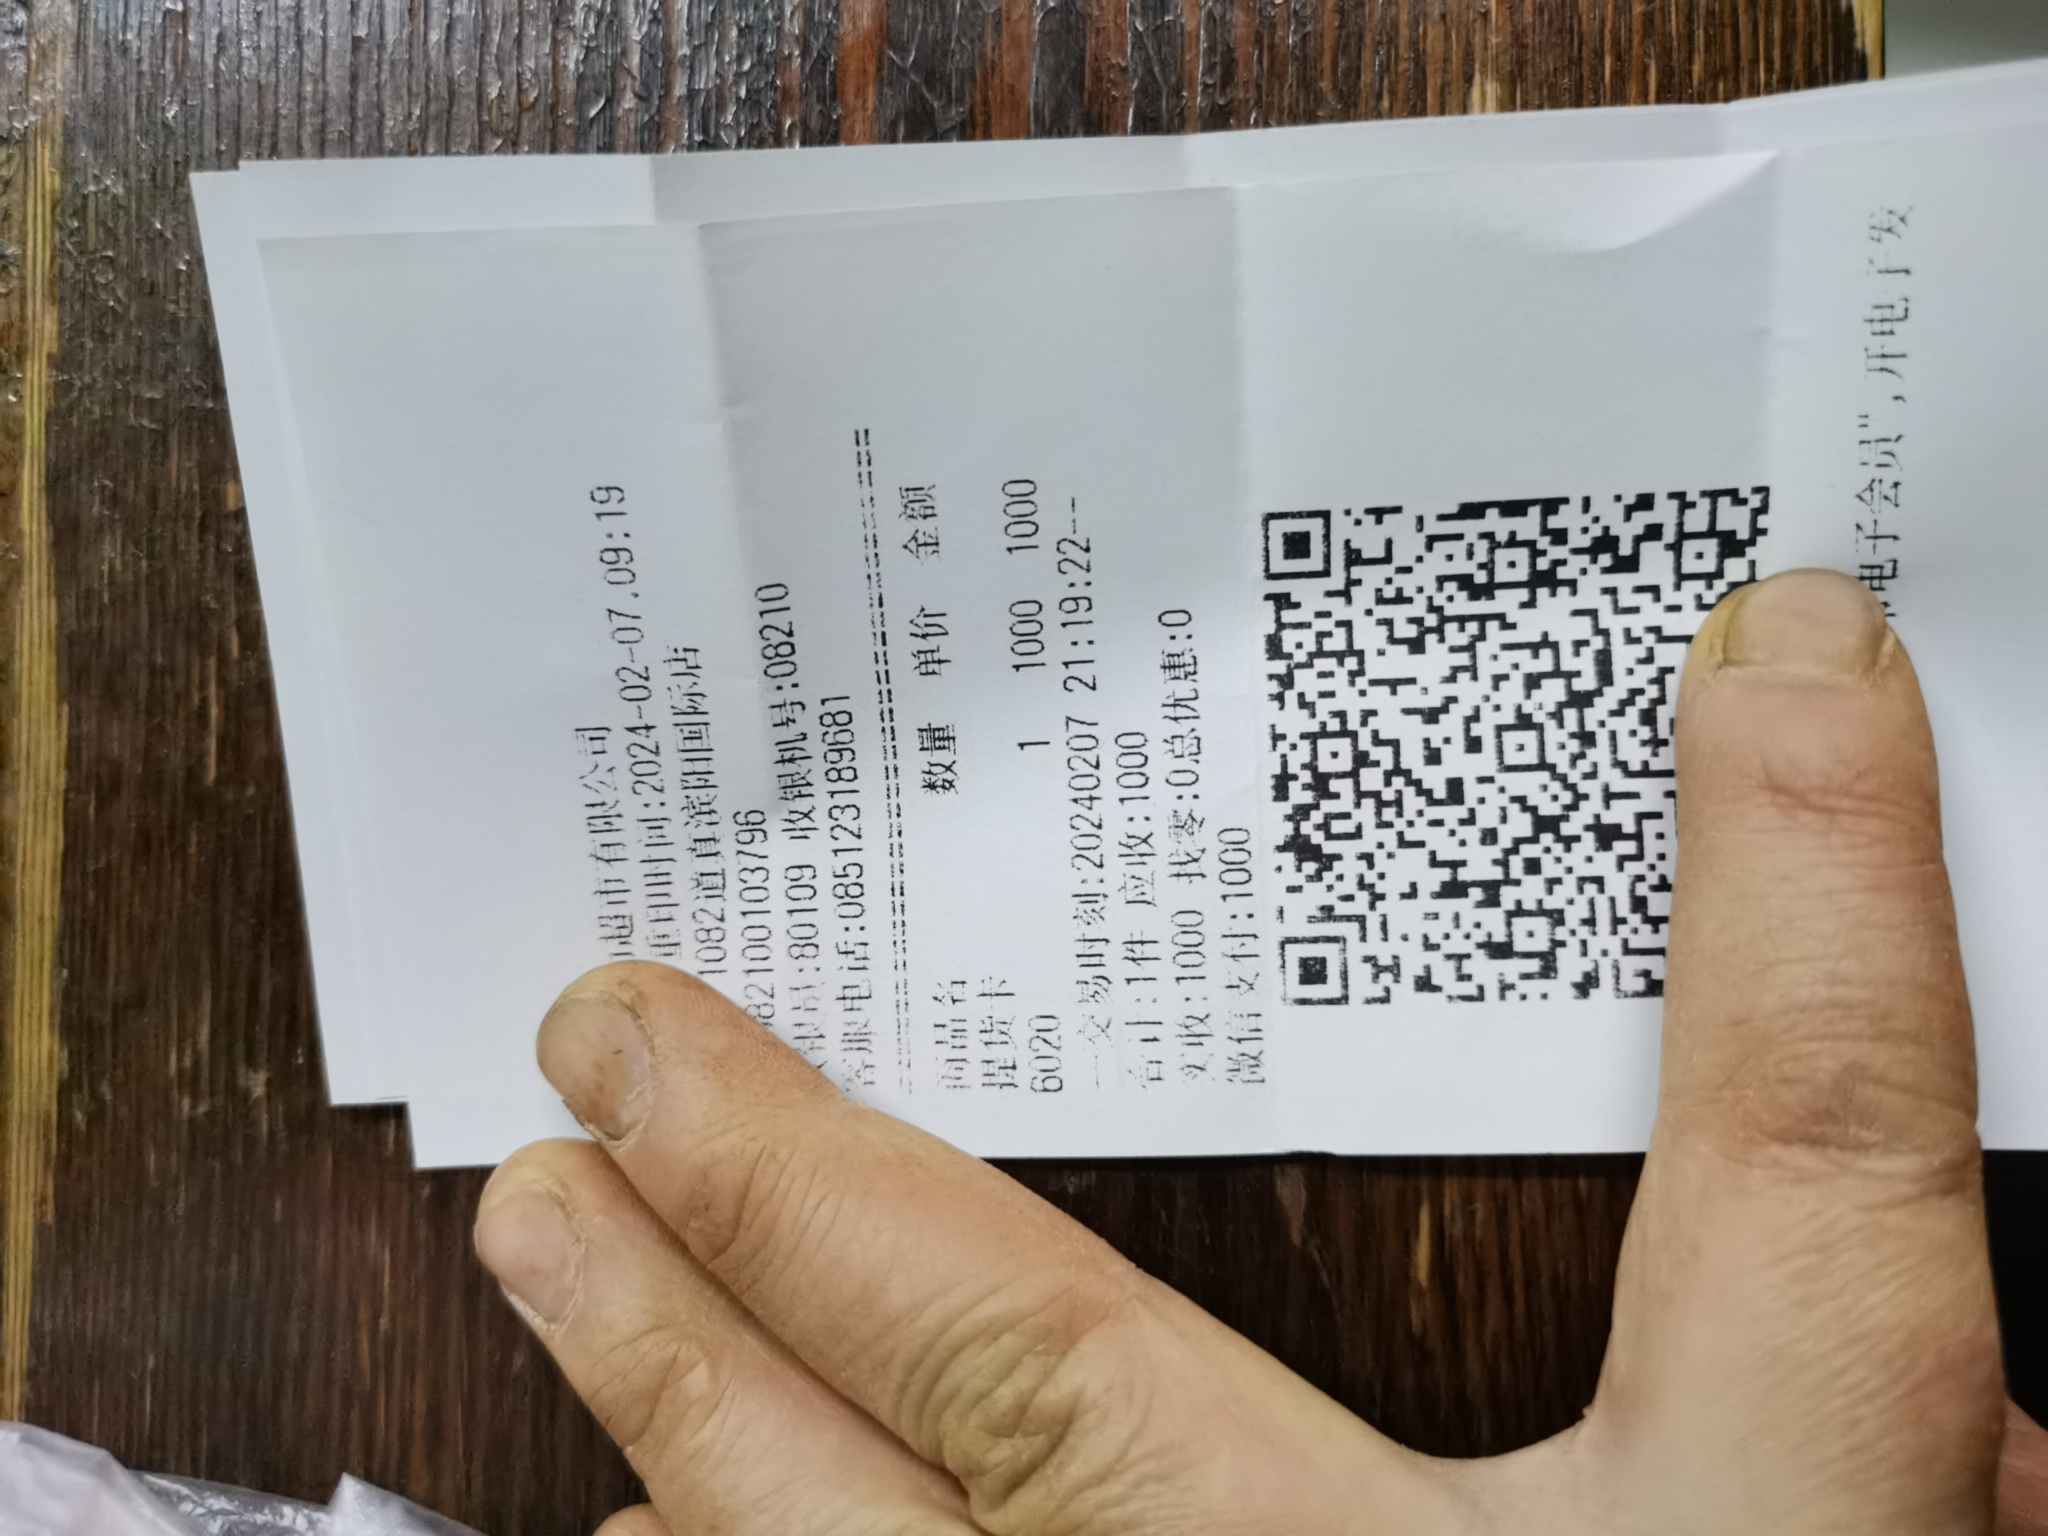 超市有限公司
重印时间:2024-02-07.09:19
1082道真滨阳国际店
8210010103796
银员:80109 收银机号:08210
客服电话:085123189681
商品名 数量 单价 金额
提货卡
6020 1 1000 1000
---交易时刻:20240207 21:19:22---
合计:1件 应收:1000
实收:1000 找零:0总优惠:0
微信支付:1000
电子会员",开电子发